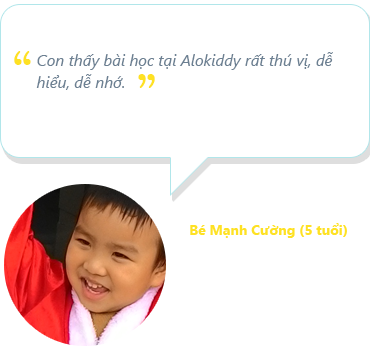 “ Con thấy bài học tại Alokiddy rất thú vị, dễ
hiểu, dễ nhớ. ”
Bé Mạnh Cường (5 tuổi)